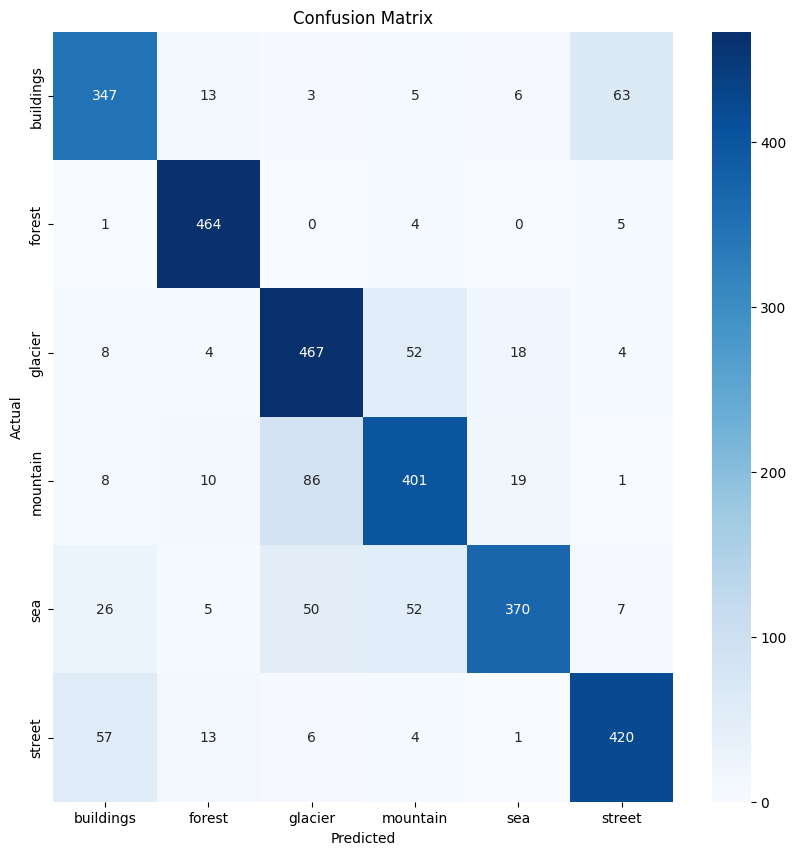 Confusion Matrix
buildings 347 13 3 5 6 63
forest 1 464 0 4 0 5
glacier 8 4 467 52 18 4
mountain 8 10 86 401 19 1
sea 26 5 50 52 370 7
street 57 13 6 4 1 420
buildings forest glacier mountain sea street
Predicted
Actual
400
300
200
100
0